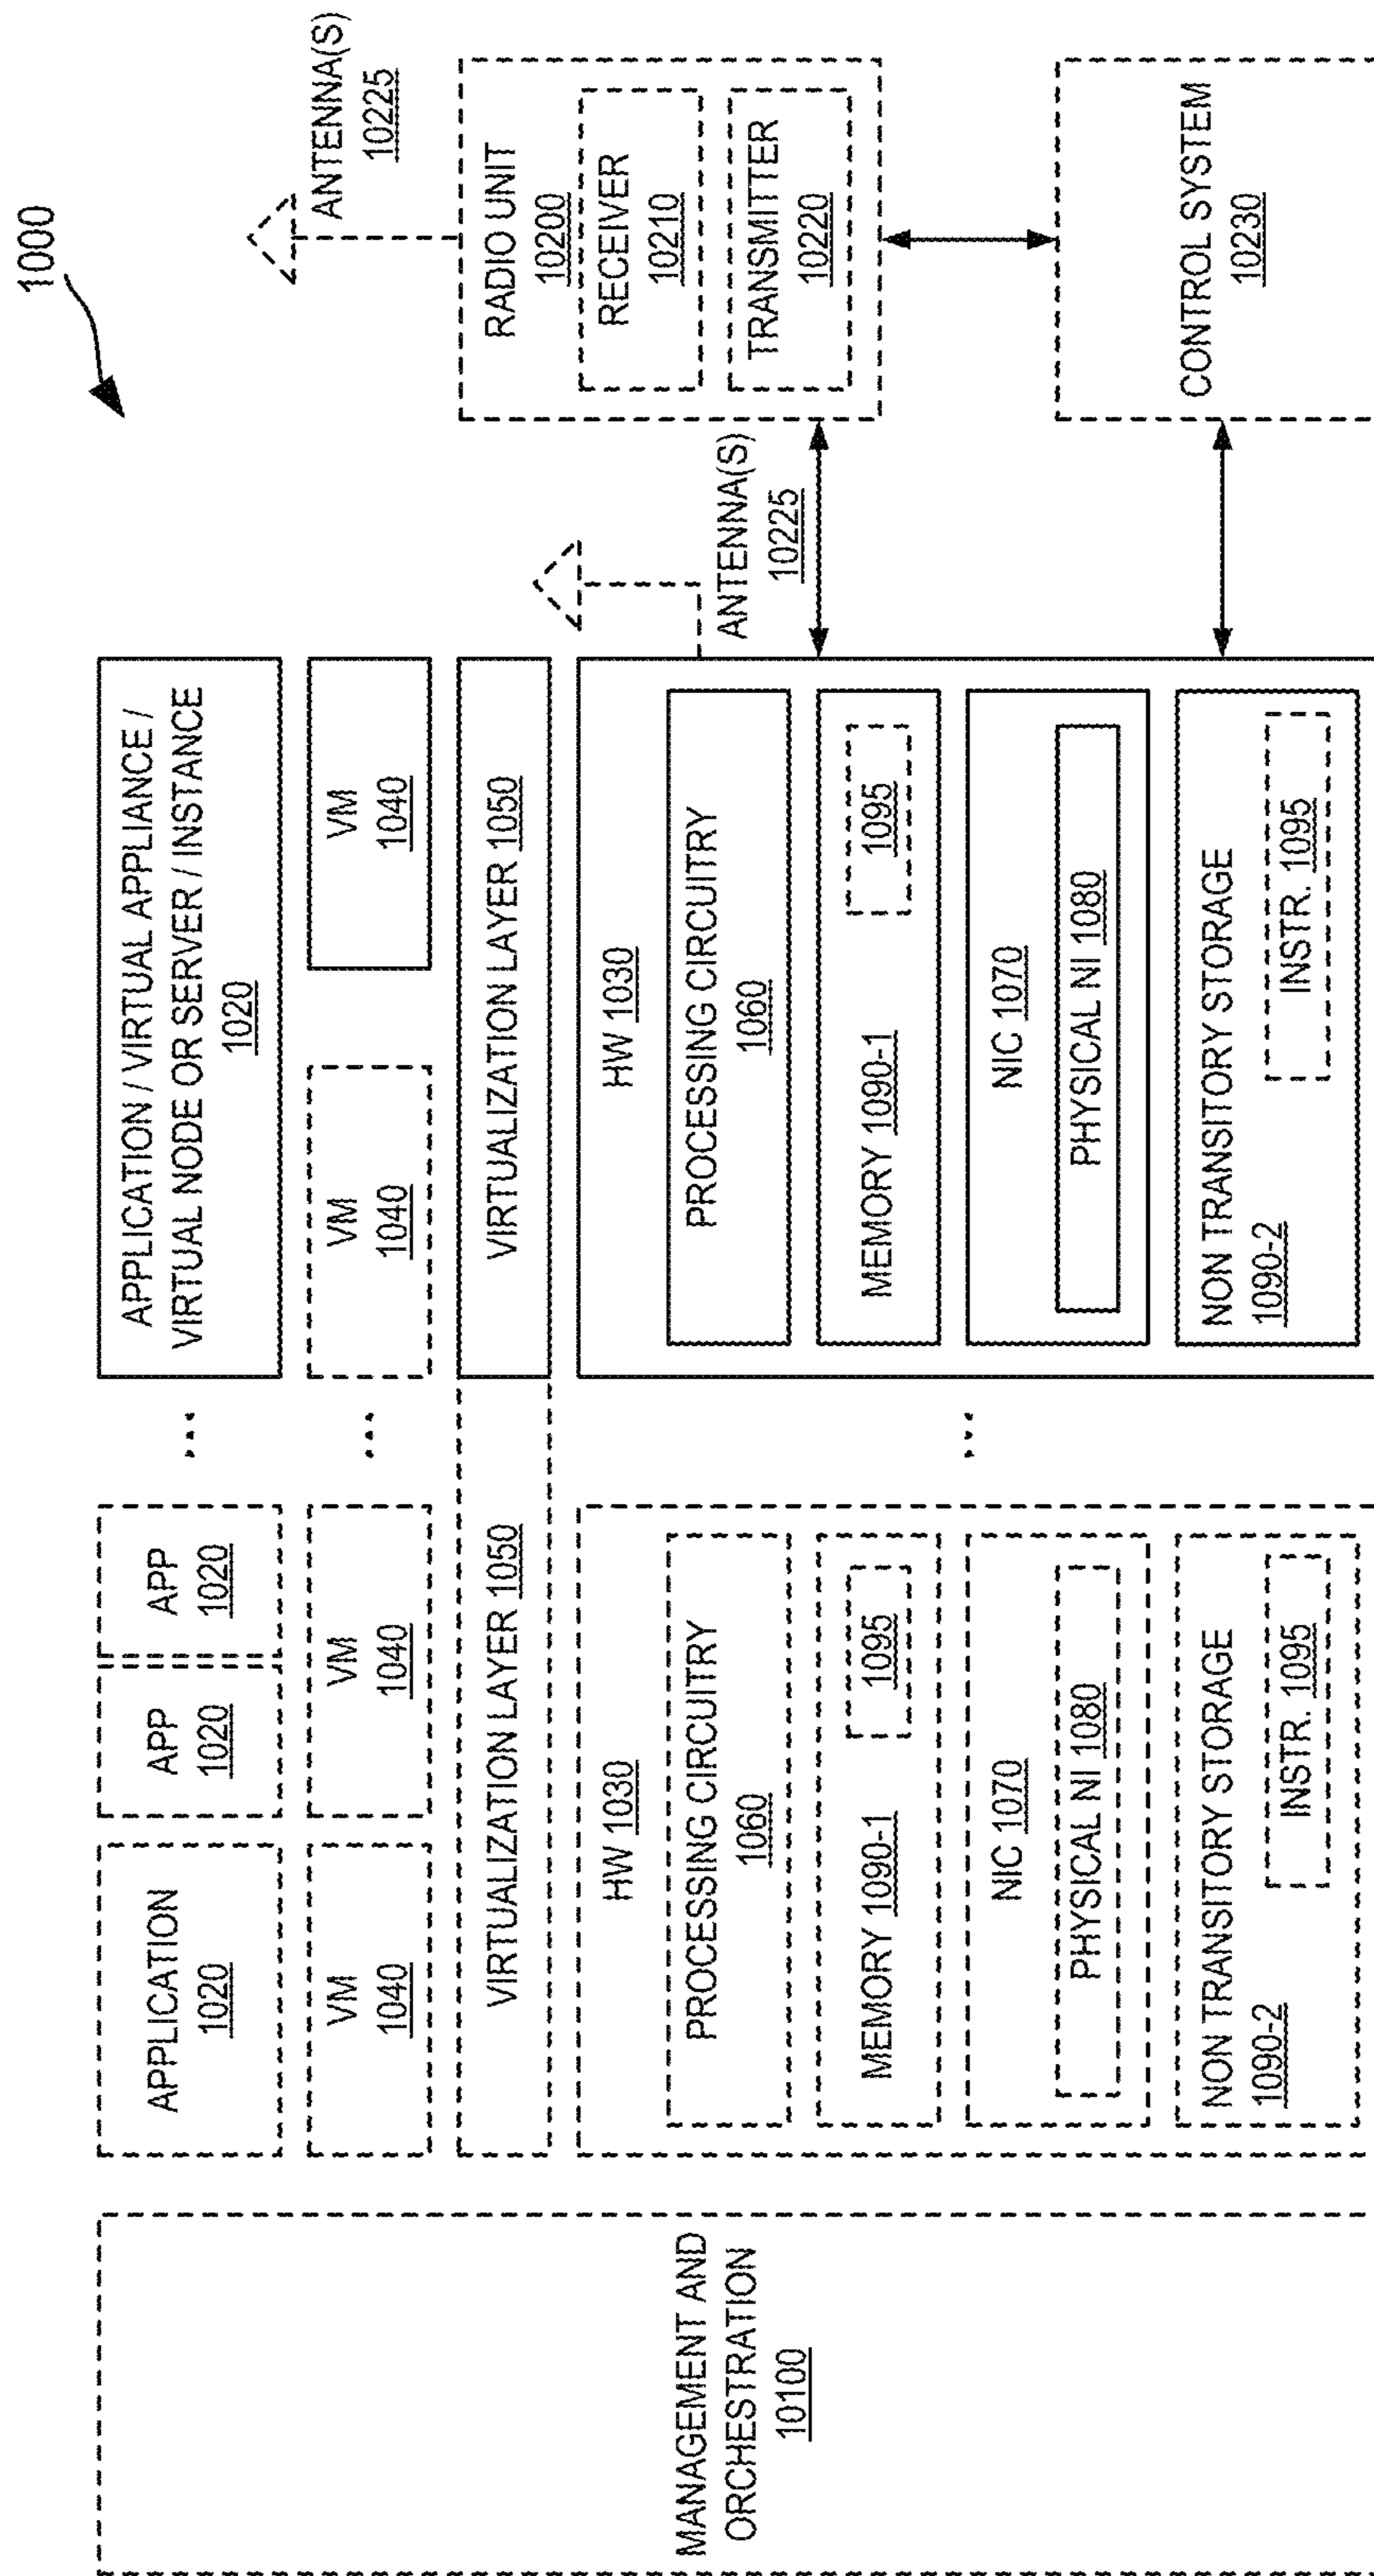 1000
MANAGEMENT AND
ORCHESTRATION
10100
APPLICATION
1020
APP
1020
APP
1020
...
APPLICATION / VIRTUAL APPLIANCE /
VIRTUAL NODE OR SERVER / INSTANCE
1020
VM
1040
VM
1040
...
VM
1040
VM
1040
VIRTUALIZATION LAYER 1050
VIRTUALIZATION LAYER 1050
HW 1030
PROCESSING CIRCUITRY
1060
MEMORY 1090-1
1095
NIC 1070
PHYSICAL NI 1080
NON TRANSITORY STORAGE
1090-2
INSTR. 1095
...
HW 1030
PROCESSING CIRCUITRY
1060
MEMORY 1090-1
1095
NIC 1070
PHYSICAL NI 1080
NON TRANSITORY STORAGE
1090-2
INSTR. 1095
ANTENNA(S)
10225
ANTENNA(S)
10225
RADIO UNIT
10200
RECEIVER
10210
TRANSMITTER
10220
CONTROL SYSTEM
10230